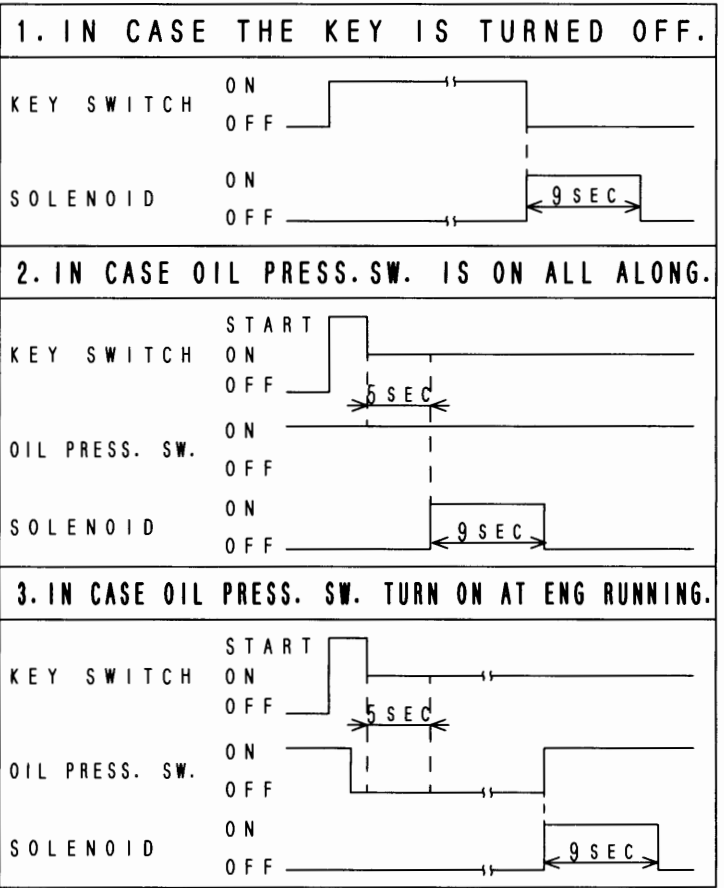 1. IN CASE THE KEY IS TURNED OFF.
ON
KEY SWITCH
OFF
ON
SOLENOID
9 SEC
OFF
2. IN CASE OIL PRESS. SW. IS ON ALL ALONG.
START
KEY SWITCH ON
OFF
5 SEC
ON
OIL PRESS. SW.
OFF
ON
SOLENOID
9 SEC
OFF
3. IN CASE OIL PRESS. SW. TURN ON AT ENG RUNNING.
START
KEY SWITCH ON
OFF
5 SEC
ON
OIL PRESS. SW.
OFF
ON
SOLENOID
9 SEC
OFF